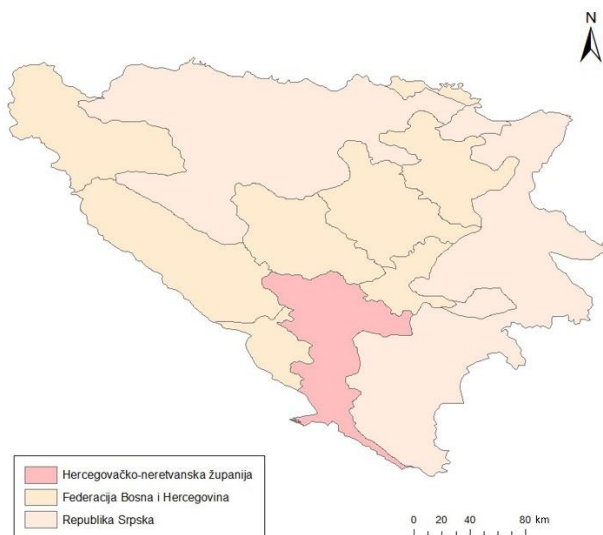 N
Hercegovačko-neretvanska županija
Federacija Bosna i Hercegovina
Republika Srpska
0 20 40 80 km